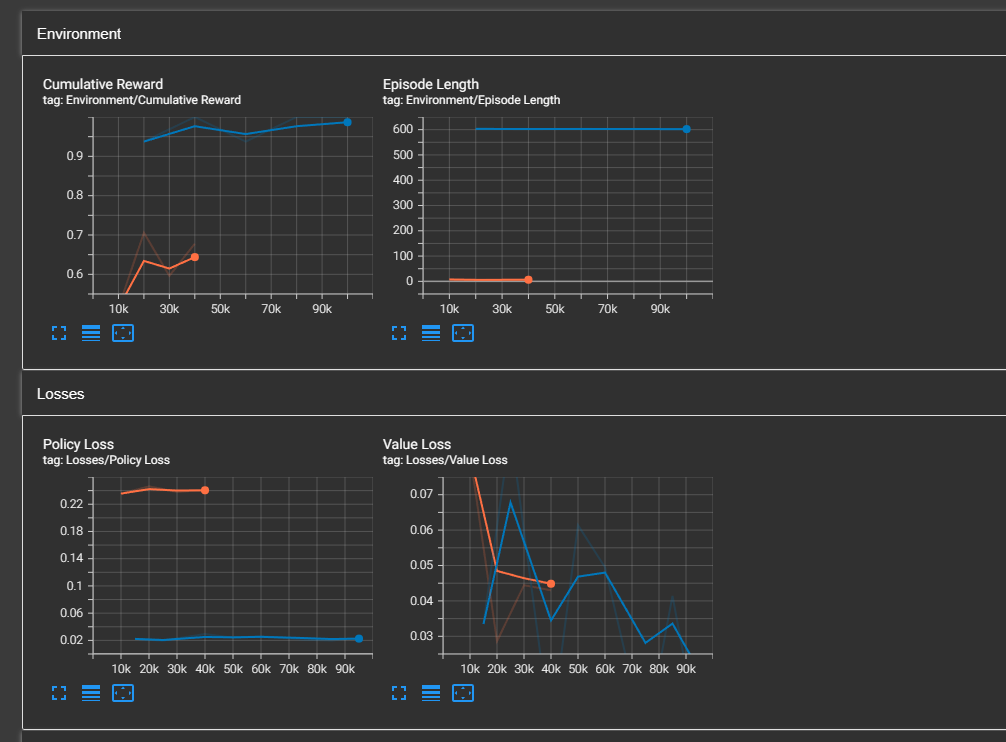 Environment
Cumulative Reward
tag: Environment/Cumulative Reward
0.9
0.8
0.7
0.6
10k 30k 50k 70k 90k
Episode Length
tag: Environment/Episode Length
600
500
400
300
200
100
0
10k 30k 50k 70k 90k
Losses
Policy Loss
tag: Losses/Policy Loss
0.22
0.18
0.14
0.1
0.06
0.02
10k 20k 30k 40k 50k 60k 70k 80k 90k
Value Loss
tag: Losses/Value Loss
0.07
0.06
0.05
0.04
0.03
10k 20k 30k 40k 50k 60k 70k 80k 90k